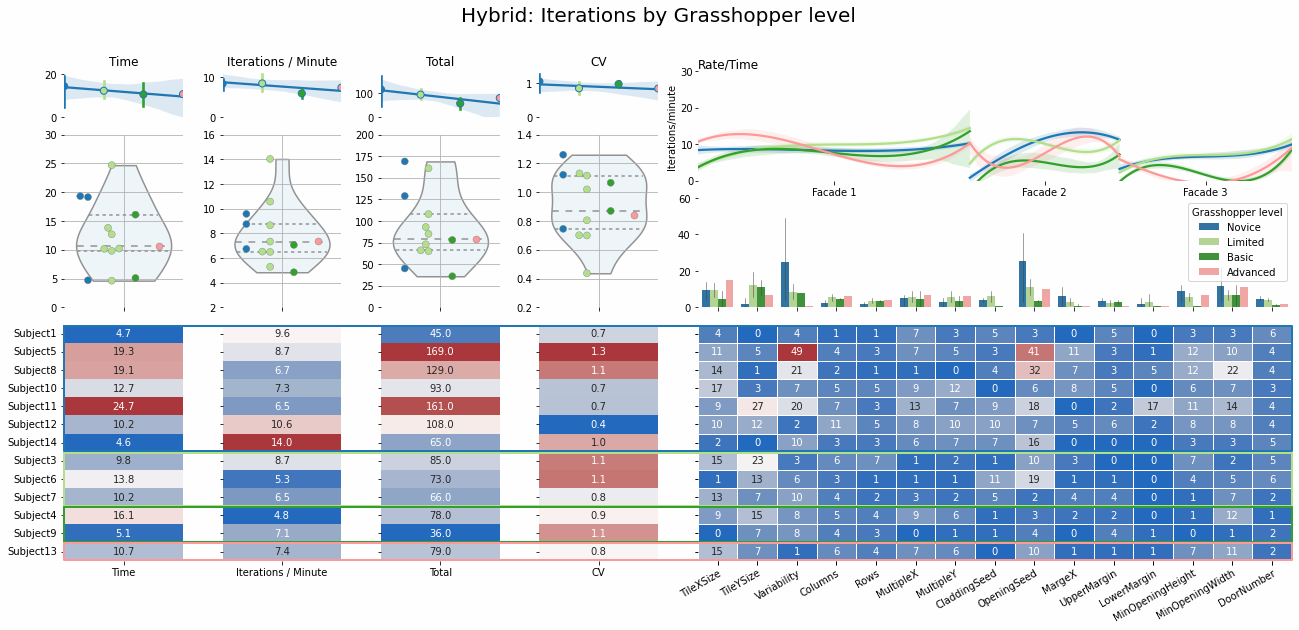 Hybrid: Iterations by Grasshopper level
Time Iterations / Minute Total CV Rate/Time
20 0
10 0
100 0
1 0
30 20 10 0
Iterations/minute
Facade 1 Facade 2 Facade 3
30 25 20 15 10 5 0
16 14 12 10 8 6 4 2
200 175 150 125 100 75 50 25 0
1.4 1.2 1.0 0.8 0.6 0.4 0.2
60 40 20 0
Grasshopper level
Novice
Limited
Basic
Advanced
Subject1 4.7 9.6 45.0 0.7 4 0 4 1 1 7 3 5 3 0 5 0 3 3 6
Subject5 19.3 8.7 169.0 1.3 11 5 49 4 3 7 5 3 41 11 3 1 12 10 4
Subject8 19.1 6.7 129.0 1.1 14 1 21 2 1 1 0 4 32 7 3 5 12 22 4
Subject10 12.7 7.3 93.0 0.7 17 3 7 5 5 9 12 0 6 8 5 0 6 7 3
Subject11 24.7 6.5 161.0 0.7 9 27 20 7 3 13 7 9 18 0 2 17 11 14 4
Subject12 10.2 10.6 108.0 0.4 10 12 2 11 5 8 10 10 7 5 6 2 8 8 4
Subject14 4.6 14.0 65.0 1.0 2 0 10 3 3 6 7 7 16 0 0 0 3 3 5
Subject3 9.8 8.7 85.0 1.1 15 23 3 6 7 1 2 1 10 3 0 0 7 2 5
Subject6 13.8 5.3 73.0 1.1 1 13 6 3 1 1 2 11 19 1 1 0 4 5 6
Subject7 10.2 6.5 66.0 0.8 13 7 10 4 2 3 2 5 2 4 4 0 1 7 2
Subject4 16.1 4.8 78.0 0.9 9 15 8 5 4 9 6 1 3 2 2 0 1 12 1
Subject9 5.1 7.1 36.0 1.1 0 7 8 4 3 0 1 1 4 0 4 1 0 1 2
Subject13 10.7 7.4 79.0 0.8 15 7 1 6 4 7 6 0 10 1 1 1 7 11 2
Time Iterations / Minute Total CV
TileXSize TileYSize Variability Columns Rows MultipleX MultipleY CladdingSeed OpeningSeed MargeX UpperMargin LowerMargin MinOpeningHeight MinOpeningWidth DoorNumber